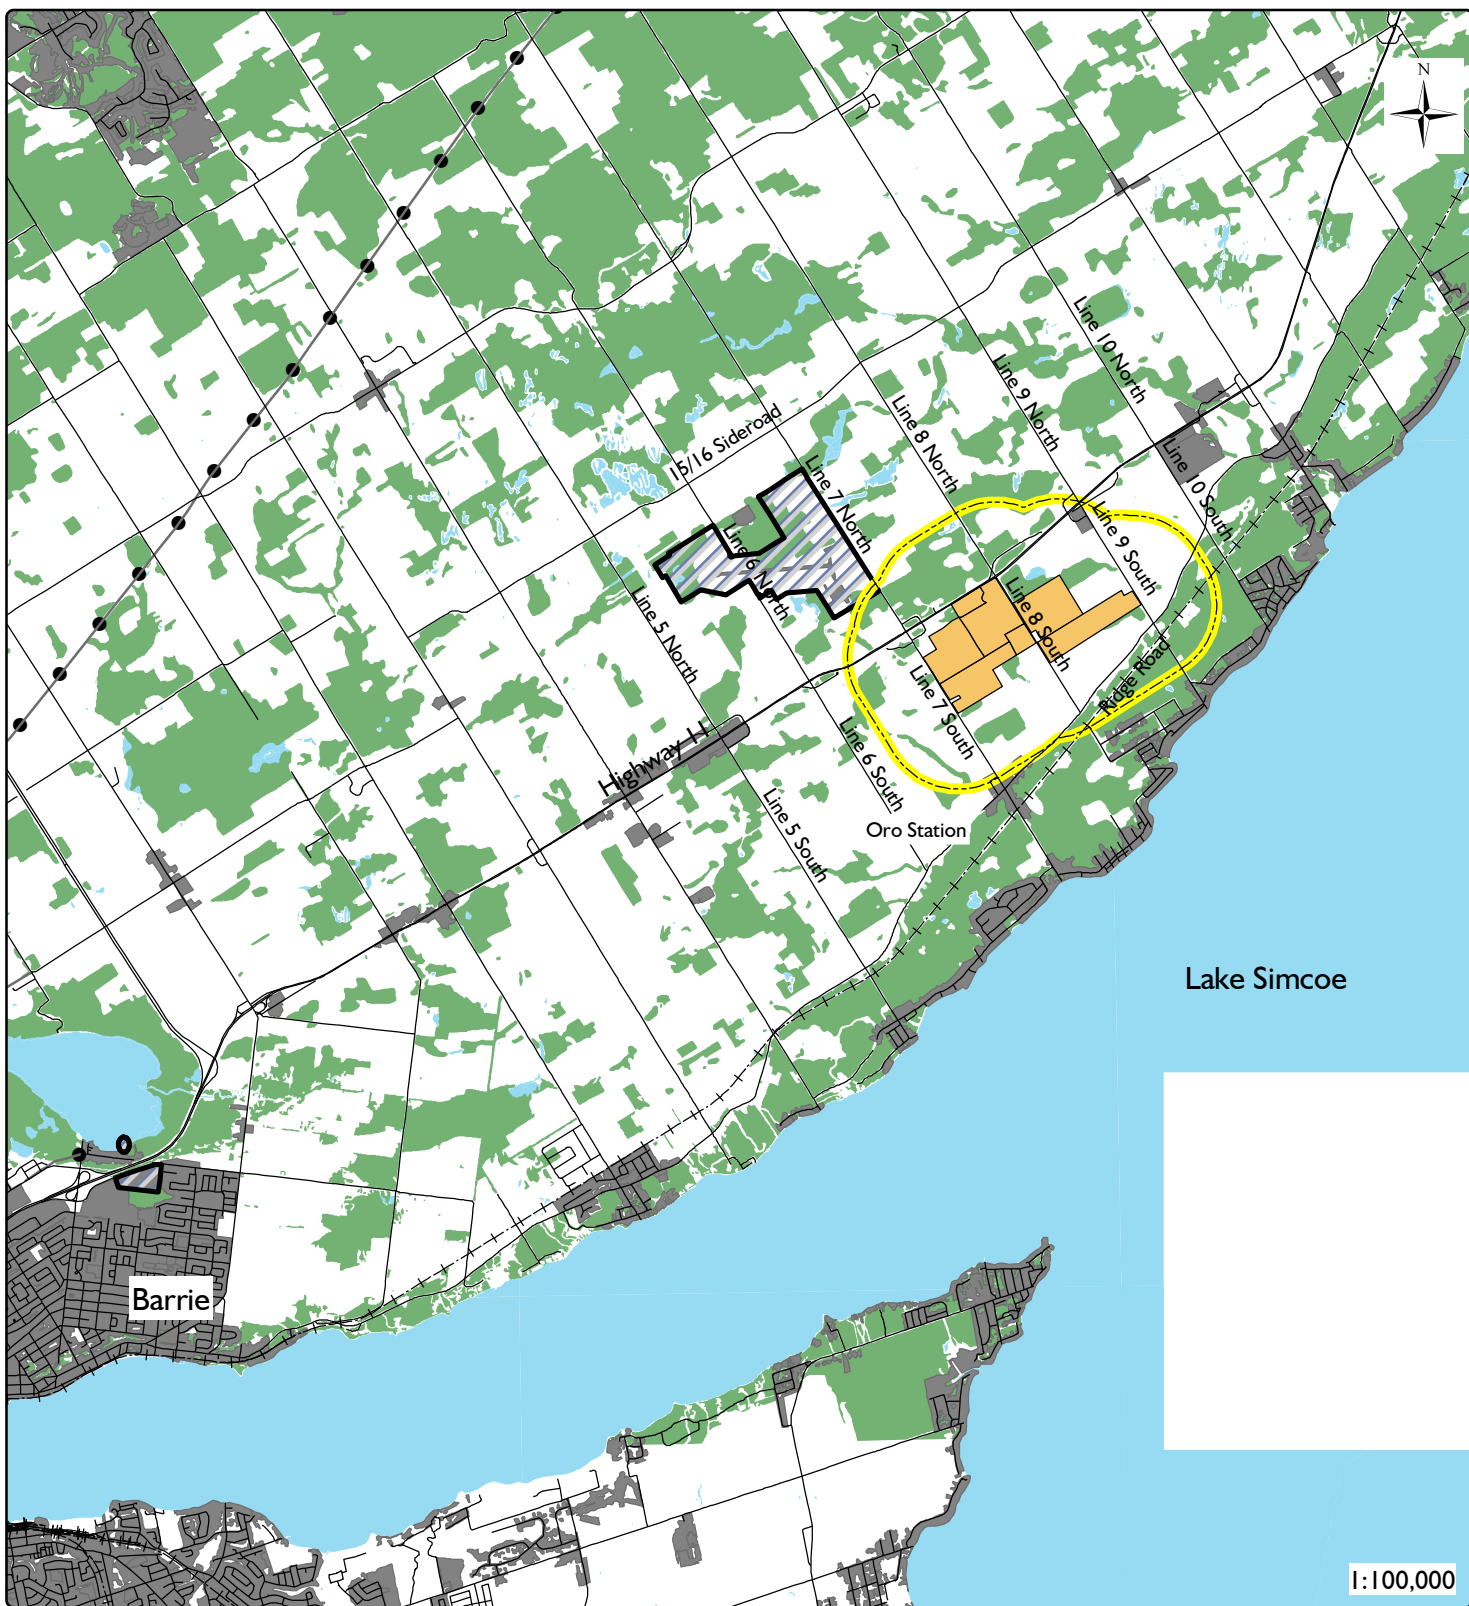 N
Line 10 North
Line 9 North
Line 8 North
15/16 Sideroad
Line 7 North
Line 10 South
Line 9 South
Line 6 North
Line 8 South
Line 5 North
Ridge Road
Line 7 South
Highway 11
Line 6 South
Line 5 South
Oro Station
Lake Simcoe
Barrie
1:100,000